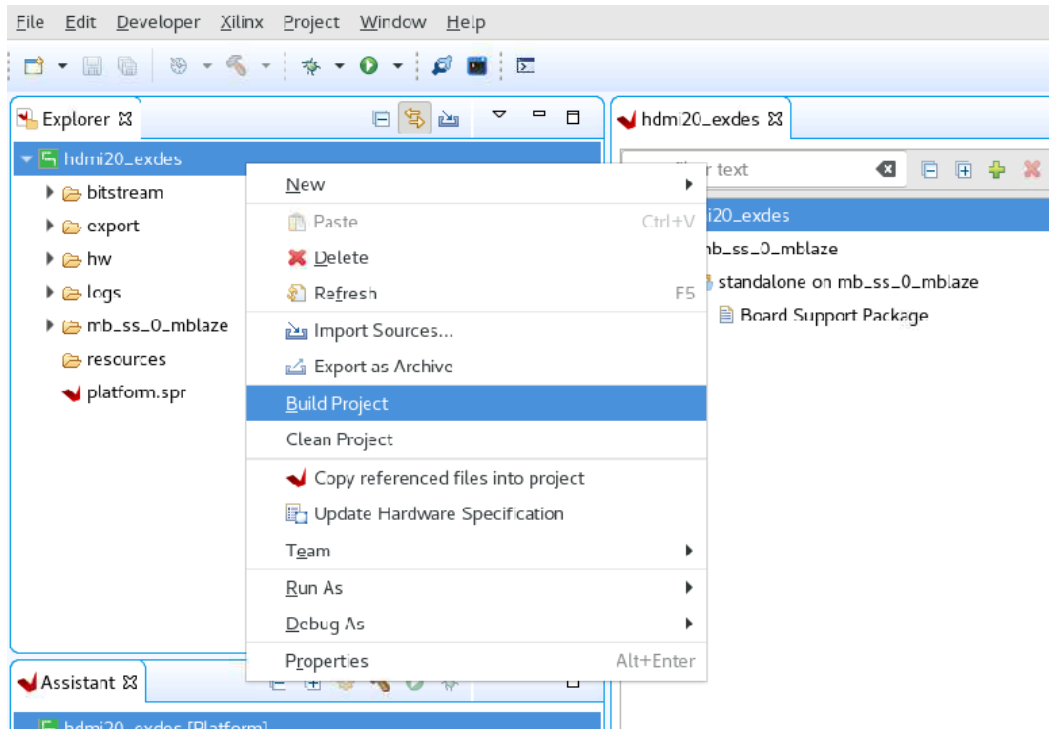 File Edit Developer Xilinx Project Window Help
Explorer
hdmi20_exdes
bitstream
export
hw
logs
mb_ss_0_mblaze
resources
platform.spr
New
Paste Ctrl+V
Delete
Refresh F5
Import Sources...
Export as Archive
Build Project
Clean Project
Copy referenced files into project
Update Hardware Specification
Team
Run As
Debug As
Properties Alt+Enter
hdmi20_exdes
text
i20_exdes
mb_ss_0_mblaze
standalone on mb_ss_0_mblaze
Board Support Package
Assistant
hdmi20_exdes [Platform]